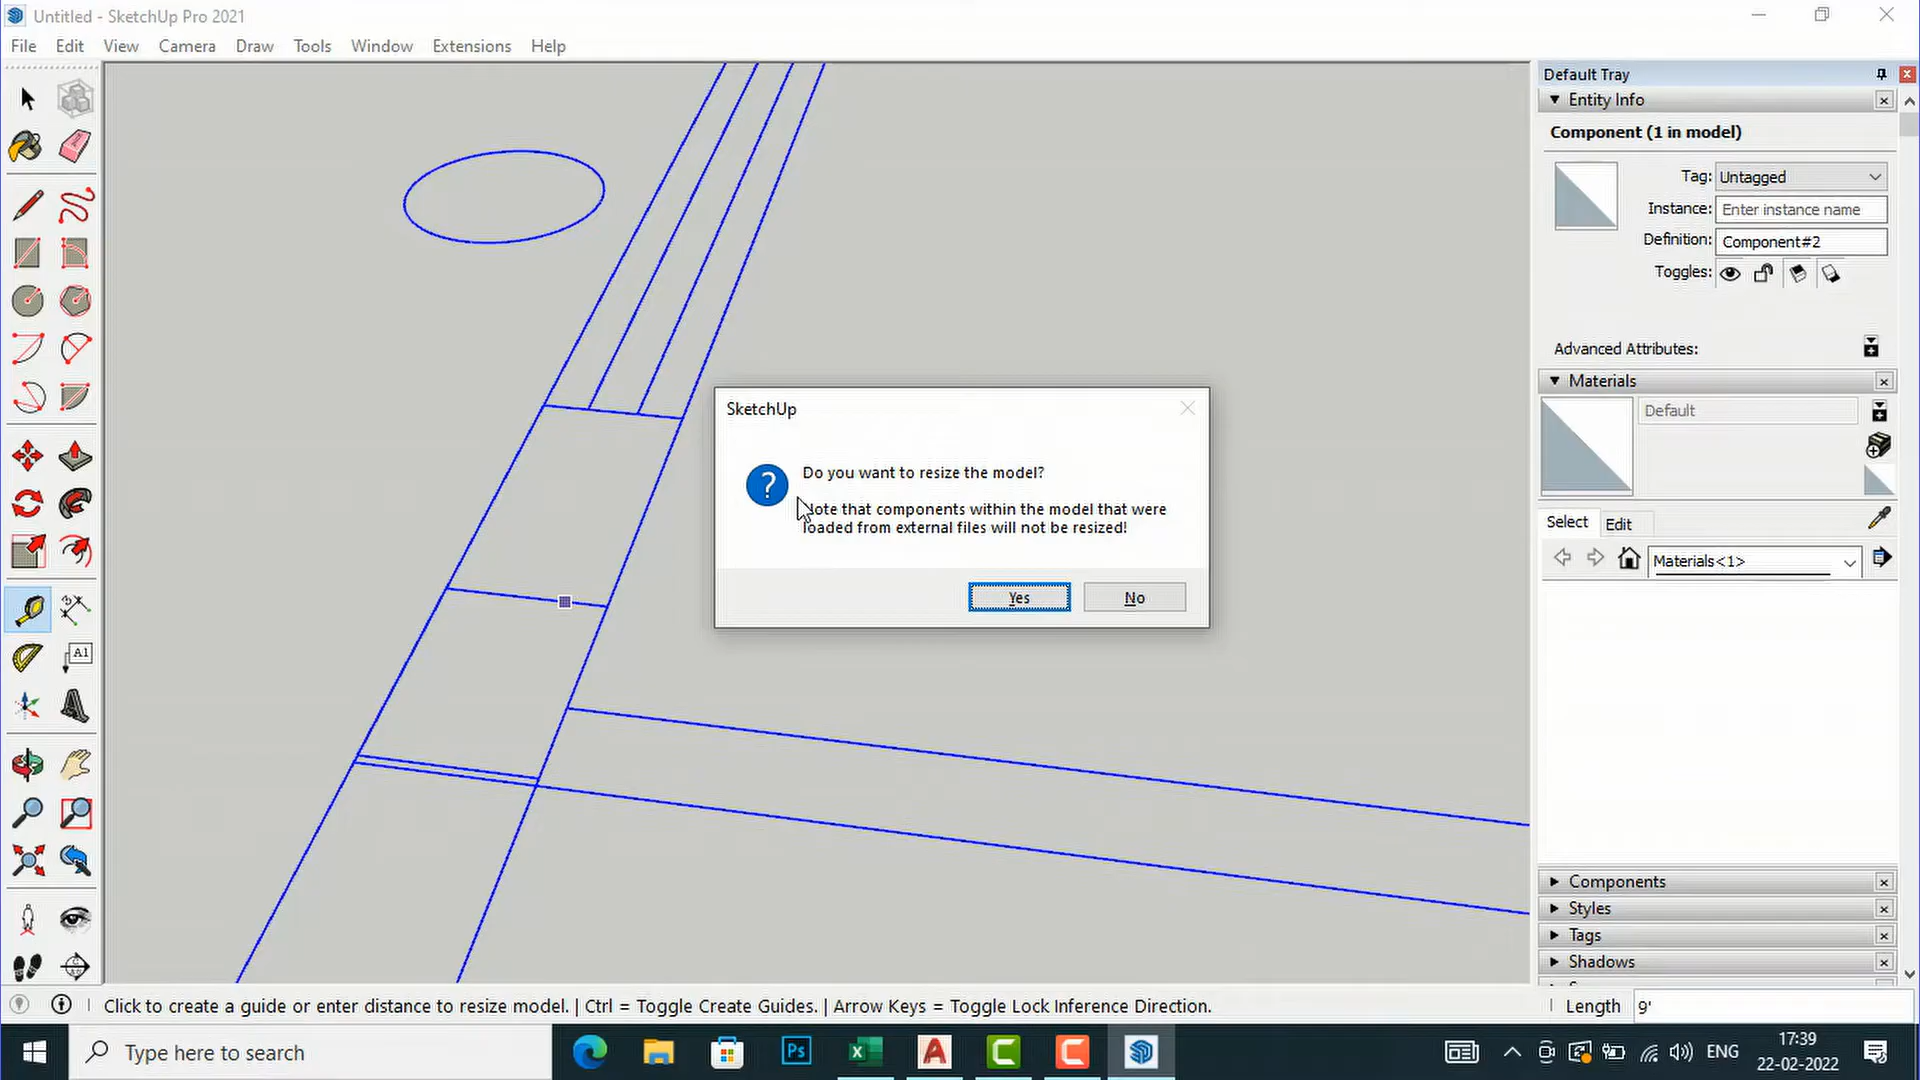 Untitled - SketchUp Pro 2021
File Edit View Camera Draw Tools Window Extensions Help
Default Tray
Entity Info
Component (1 in model)
Tag: Untagged
Instance: Enter instance name
Definition: Component#2
Toggles:
Advanced Attributes:
Materials
Default
Select Edit
Materials<1>
Components
Styles
Tags
Shadows
SketchUp
Do you want to resize the model?
Note that components within the model that were
loaded from external files will not be resized!
Yes No
A1
Click to create a guide or enter distance to resize model. | Ctrl = Toggle Create Guides. | Arrow Keys = Toggle Lock Inference Direction.
Length 9'
Type here to search
Ps
ENG
17:39
22-02-2022